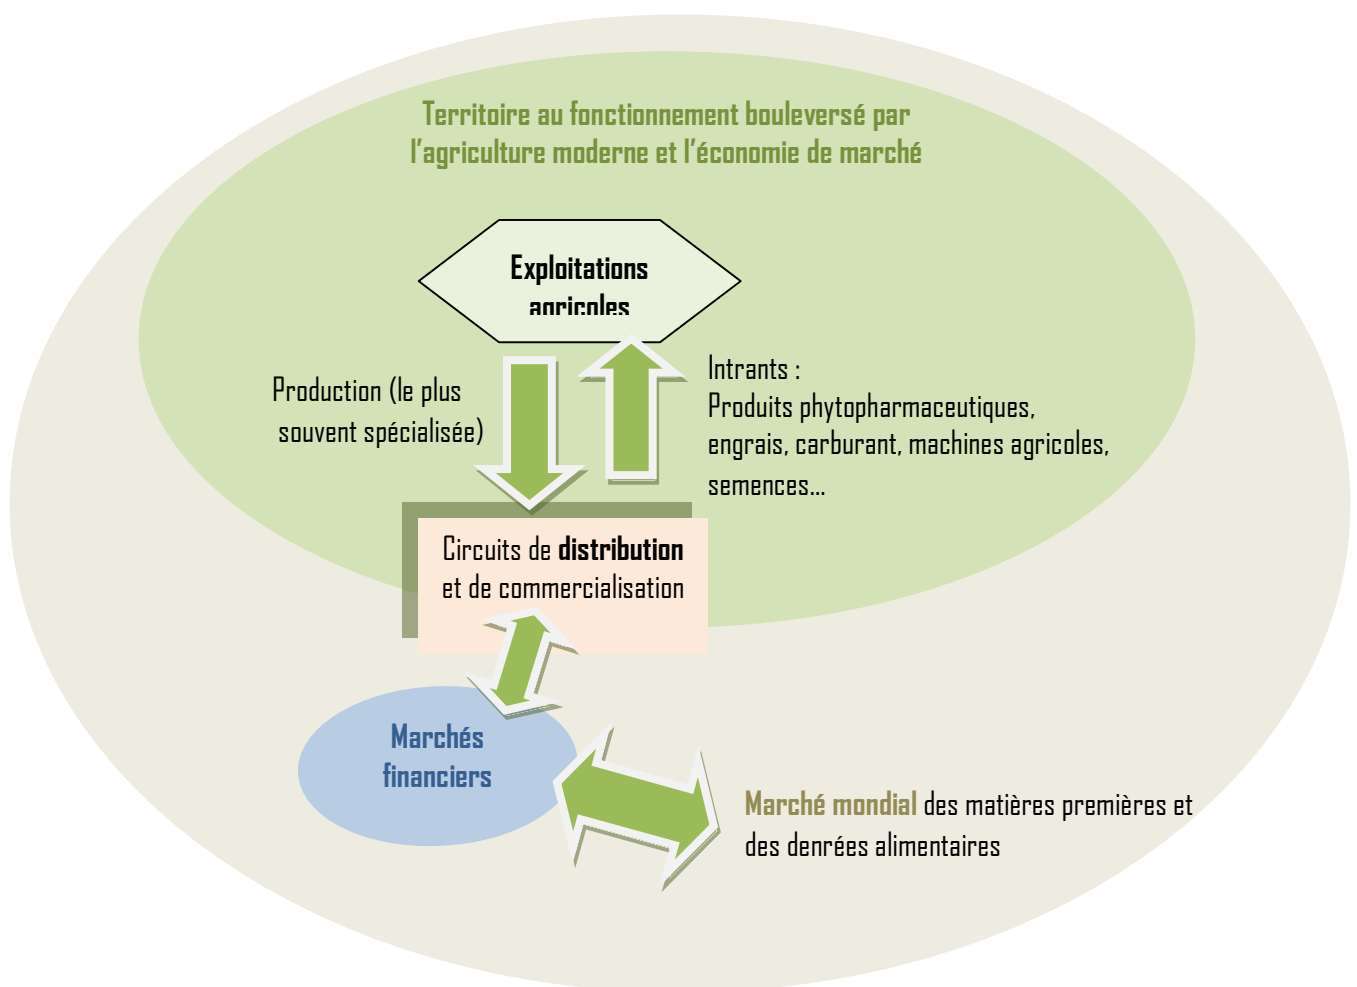 Territoire au fonctionnement bouleversé par
l'agriculture moderne et l'économie de marché
Exploitations
agricoles
Production (le plus
souvent spécialisée)
Intrants :
Produits phytopharmaceutiques,
engrais, carburant, machines agricoles,
semences...
Circuits de distribution
et de commercialisation
Marchés
financiers
Marché mondial des matières premières et
des denrées alimentaires